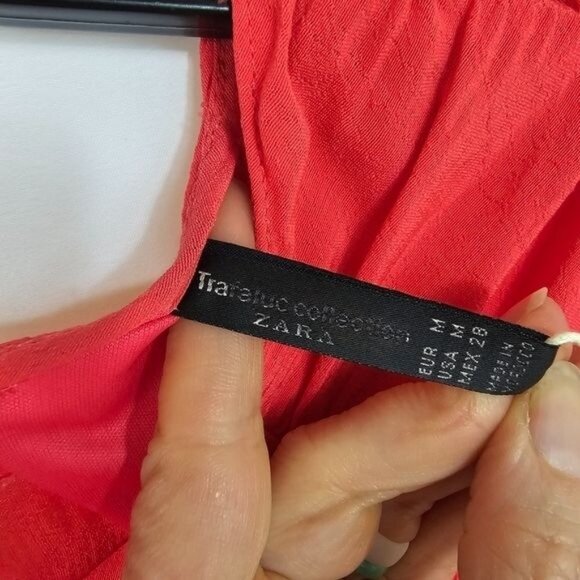 Trafaluc collection
ZARA
EUR M
USA M
MEX 28
MADE IN
MOROCCO